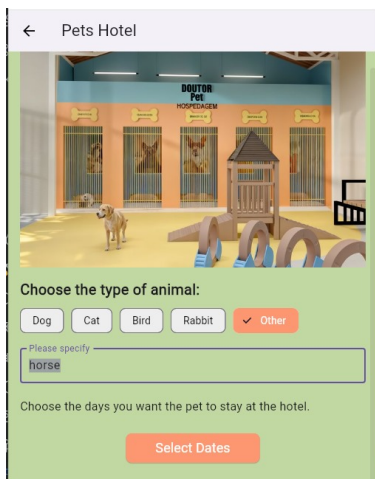 Pets Hotel
DOUTOR
Pet
HOSPEDAGEM
Choose the type of animal:
Dog Cat Bird Rabbit Other
Please specify
horse
Choose the days you want the pet to stay at the hotel.
Select Dates